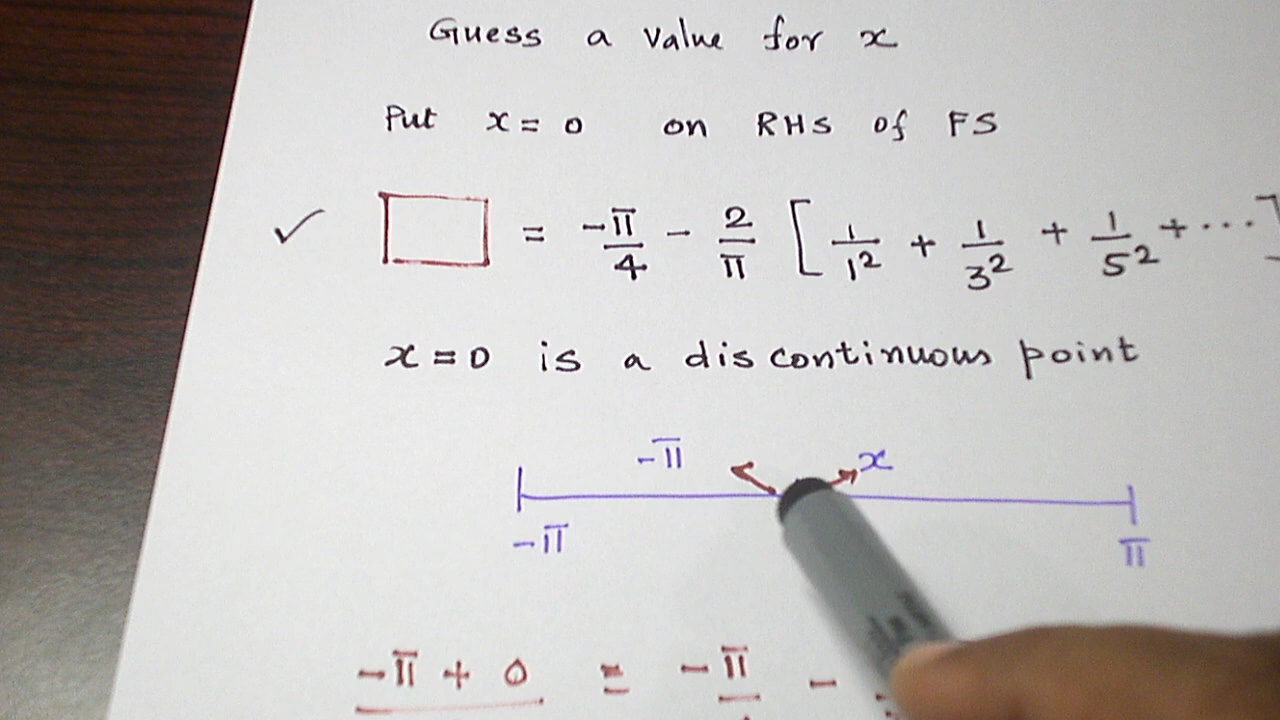 Guess a value for x
Put x = 0 on RHS of FS
✓ □ = -π/4 - 2/π [ 1/1² + 1/3² + 1/5² + ... ]
x = 0 is a discontinuous point
-π x
-π π
-π + 0 = -π -